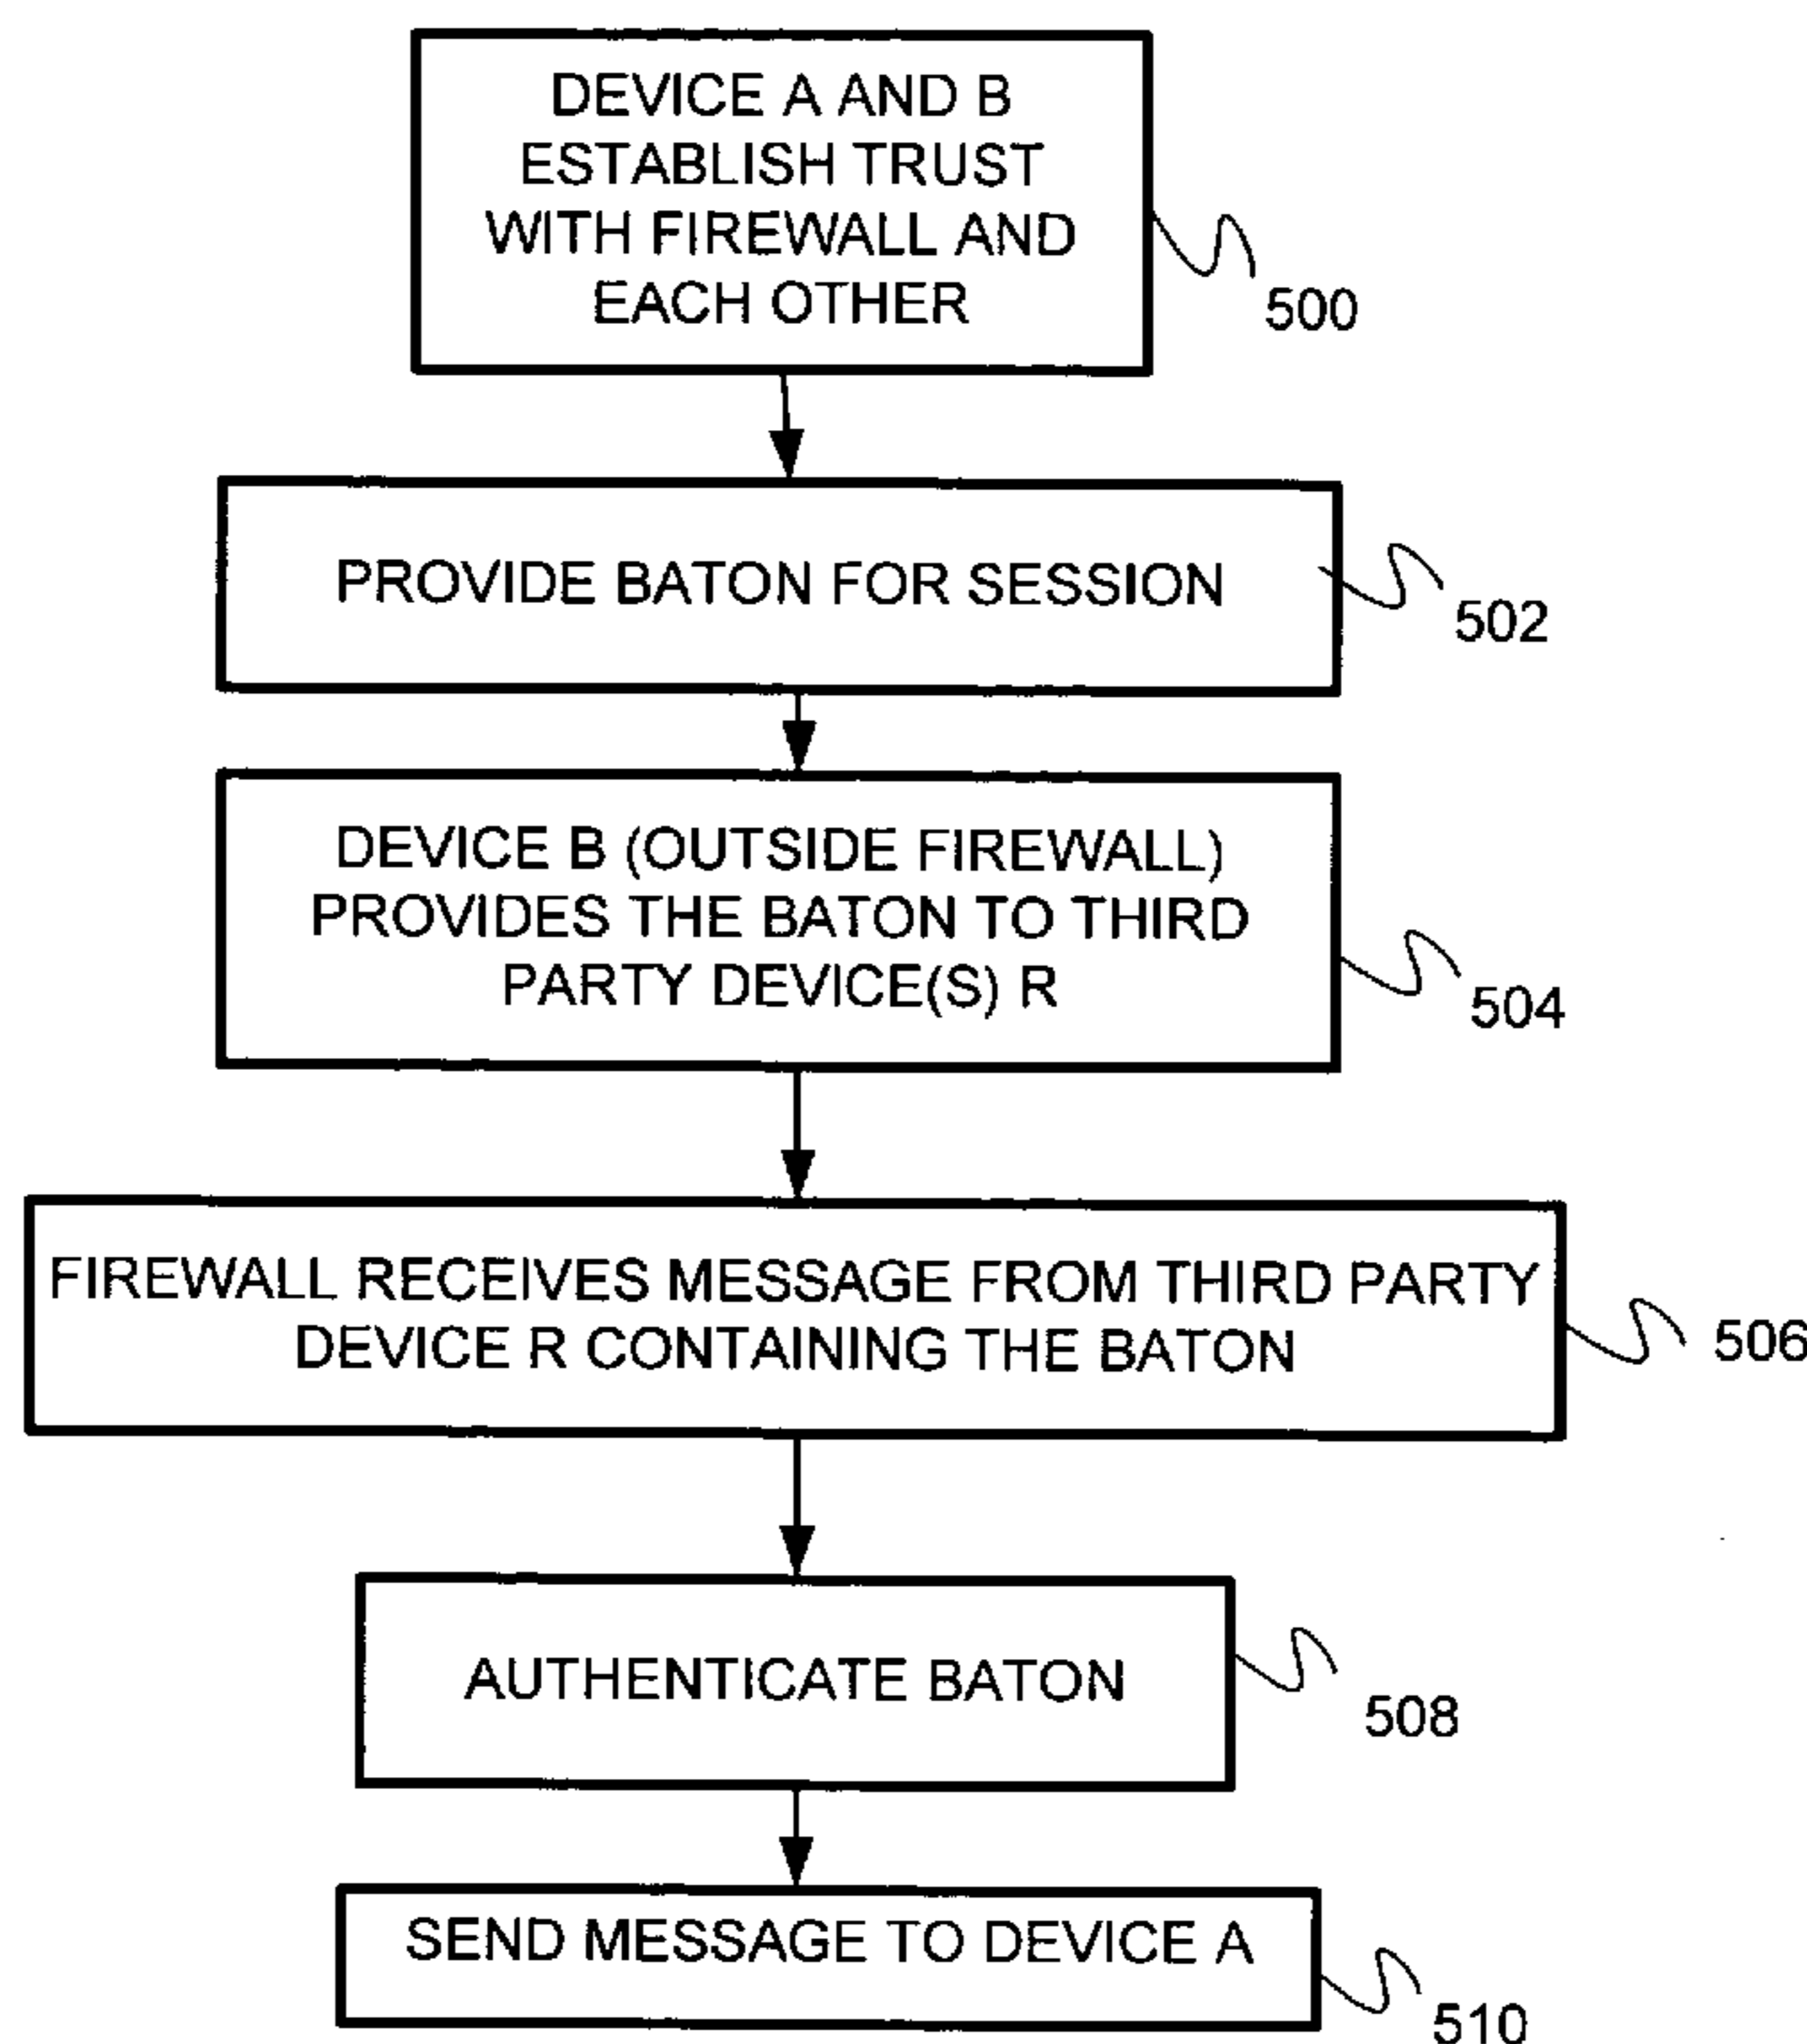 DEVICE A AND B
ESTABLISH TRUST
WITH FIREWALL AND
EACH OTHER
500
PROVIDE BATON FOR SESSION
502
DEVICE B (OUTSIDE FIREWALL)
PROVIDES THE BATON TO THIRD
PARTY DEVICE(S) R
504
FIREWALL RECEIVES MESSAGE FROM THIRD PARTY
DEVICE R CONTAINING THE BATON
506
AUTHENTICATE BATON
508
SEND MESSAGE TO DEVICE A
510